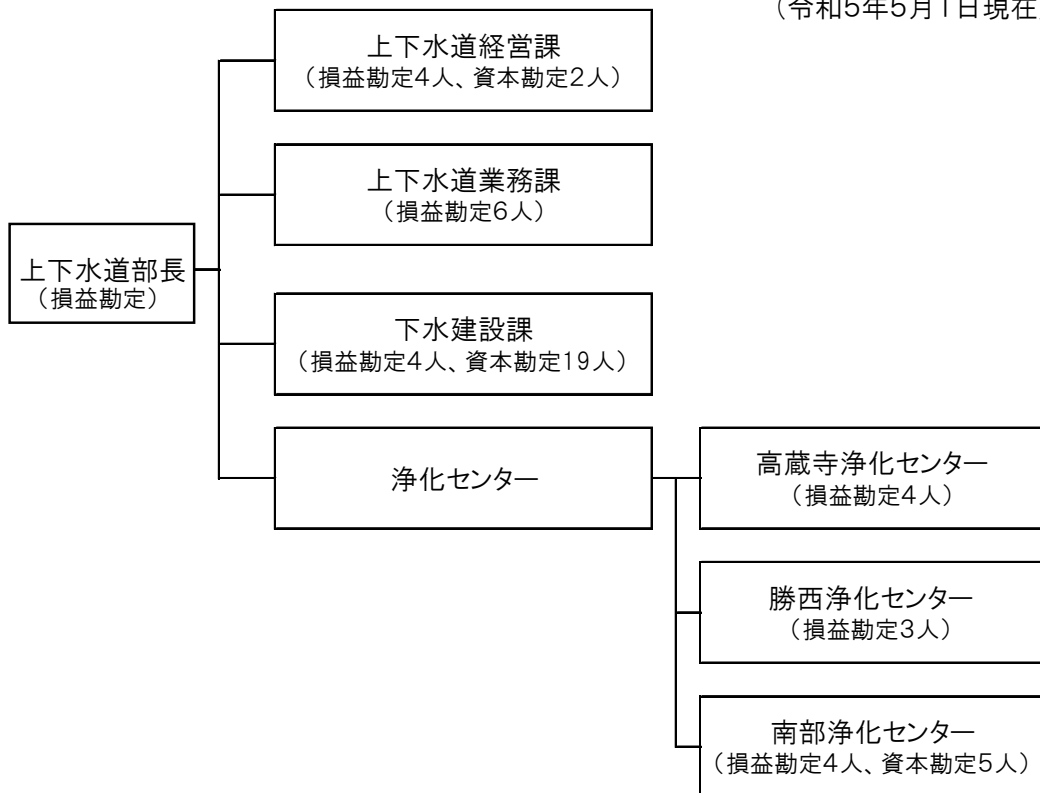 （令和5年5月1日現在
上下水道経営課
（損益勘定4人、資本勘定2人）
上下水道業務課
（損益勘定6人）
上下水道部長
（損益勘定）
下水建設課
（損益勘定4人、資本勘定19人）
浄化センター
高蔵寺浄化センター
（損益勘定4人）
勝西浄化センター
（損益勘定3人）
南部浄化センター
（損益勘定4人、資本勘定5人）